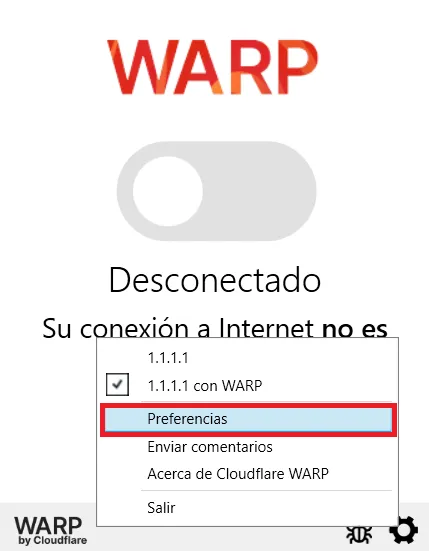 WARP
Desconectado
Su conexión a Internet no es
1.1.1.1
1.1.1.1 con WARP
Preferencias
Enviar comentarios
Acerca de Cloudflare WARP
Salir
WARP
by Cloudflare